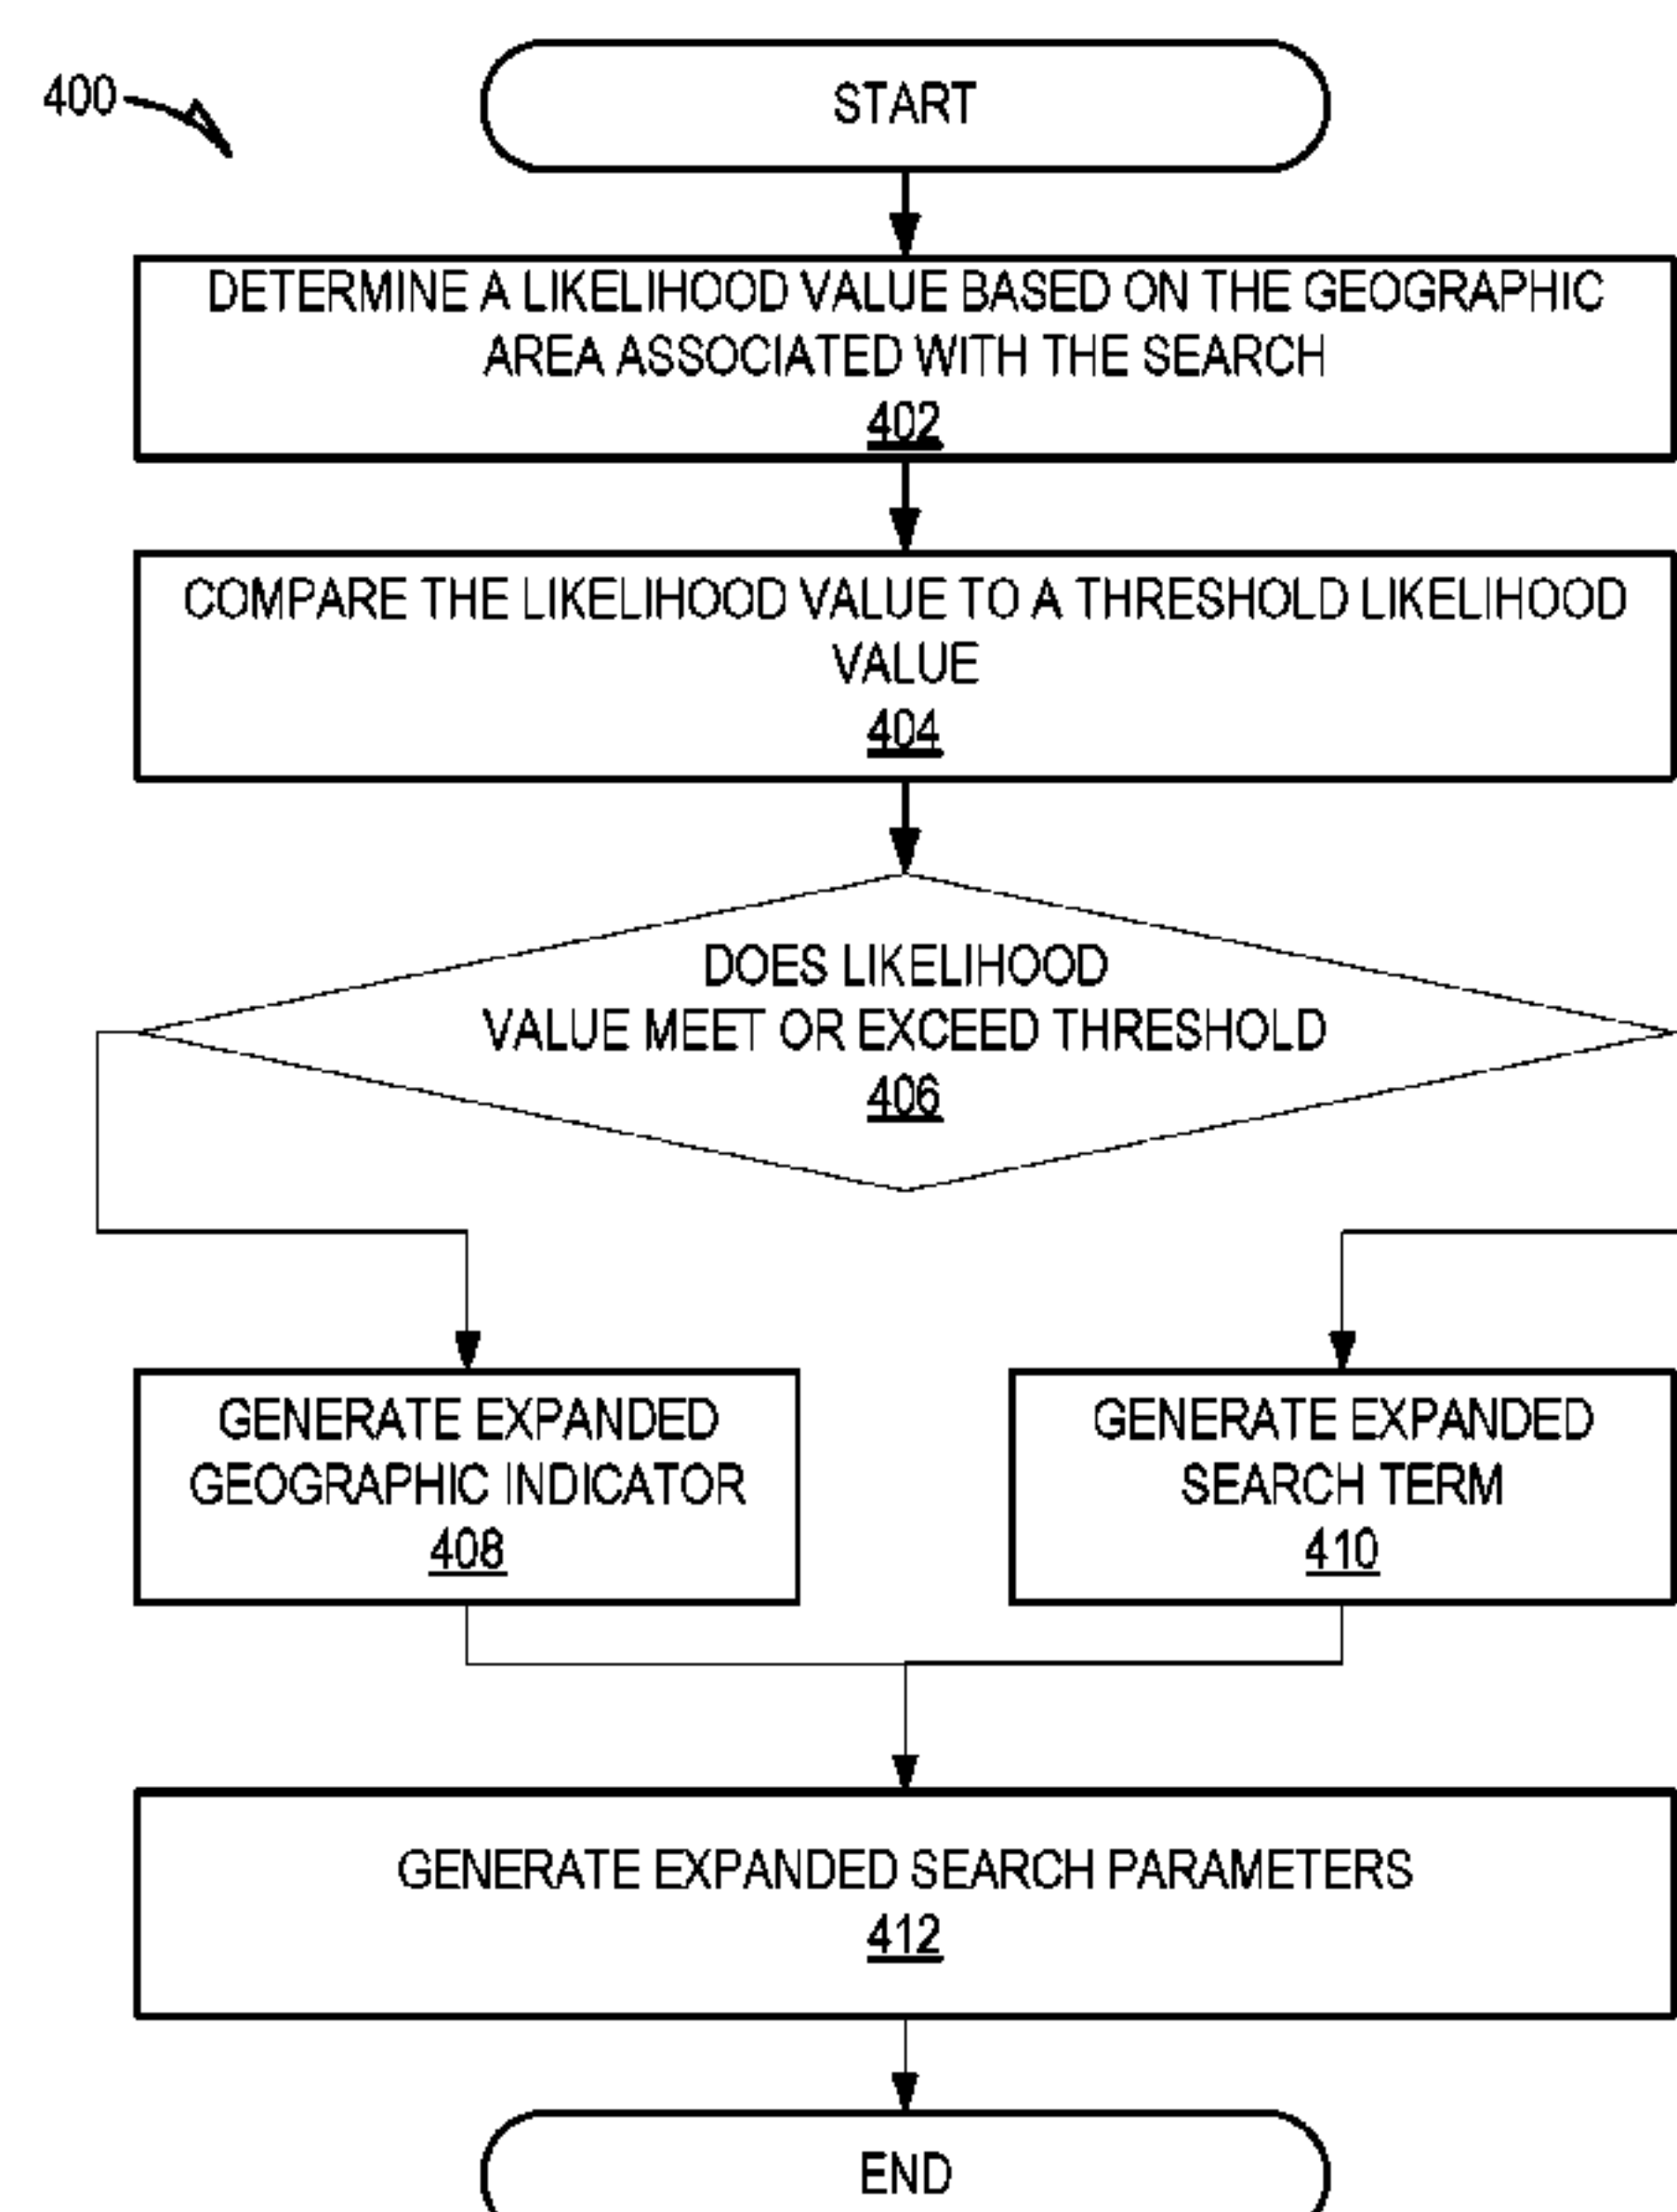 400
START
DETERMINE A LIKELIHOOD VALUE BASED ON THE GEOGRAPHIC
AREA ASSOCIATED WITH THE SEARCH
402
COMPARE THE LIKELIHOOD VALUE TO A THRESHOLD LIKELIHOOD
VALUE
404
DOES LIKELIHOOD
VALUE MEET OR EXCEED THRESHOLD
406
GENERATE EXPANDED
GEOGRAPHIC INDICATOR
408
GENERATE EXPANDED
SEARCH TERM
410
GENERATE EXPANDED SEARCH PARAMETERS
412
END